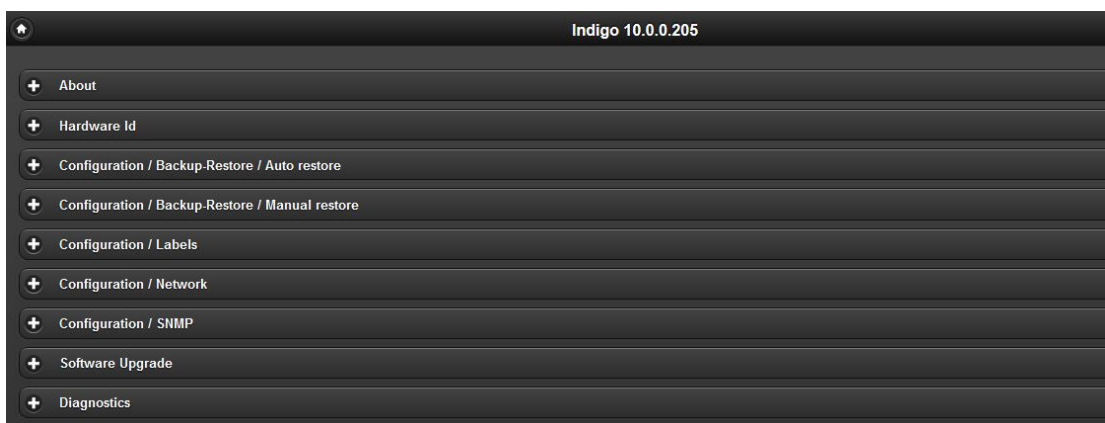 Indigo 10.0.0.205
About
Hardware Id
Configuration / Backup-Restore / Auto restore
Configuration / Backup-Restore / Manual restore
Configuration / Labels
Configuration / Network
Configuration / SNMP
Software Upgrade
Diagnostics